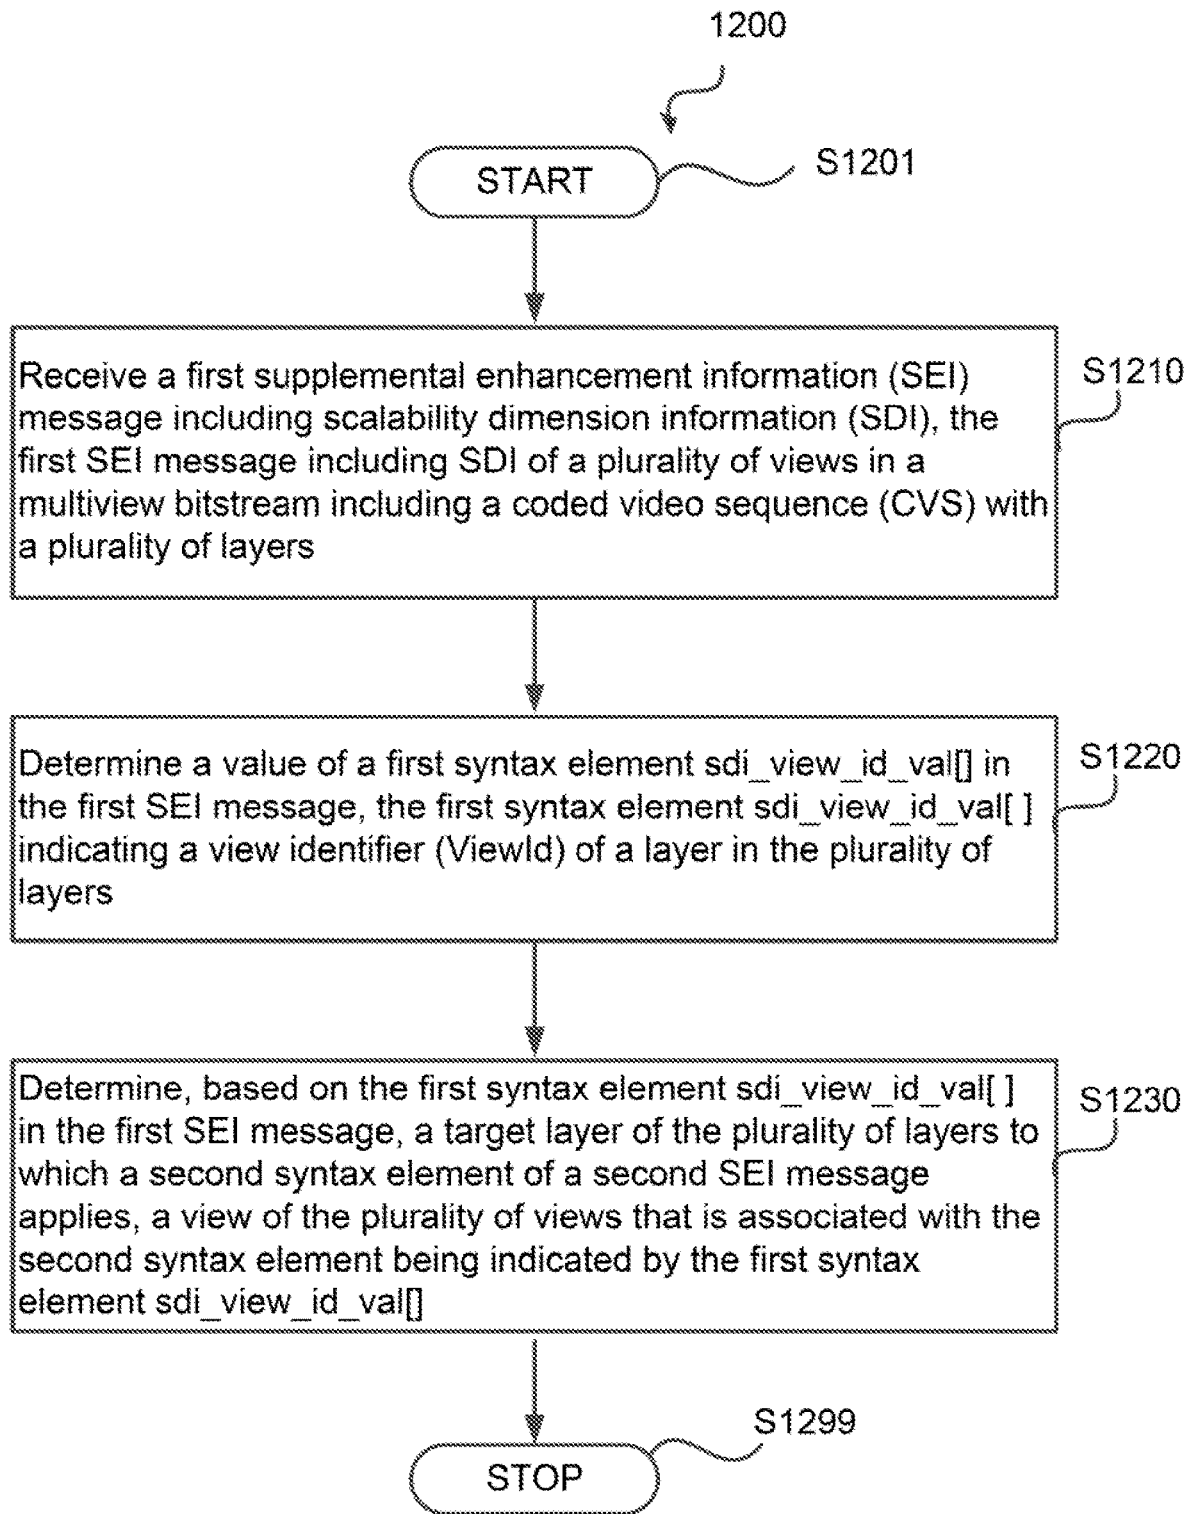 1200
START
S1201
Receive a first supplemental enhancement information (SEI)
message including scalability dimension information (SDI), the
first SEI message including SDI of a plurality of views in a
multiview bitstream including a coded video sequence (CVS) with
a plurality of layers
S1210
Determine a value of a first syntax element sdi_view_id_val[] in
the first SEI message, the first syntax element sdi_view_id_val[ ]
indicating a view identifier (ViewId) of a layer in the plurality of
layers
S1220
Determine, based on the first syntax element sdi_view_id_val[ ]
in the first SEI message, a target layer of the plurality of layers to
which a second syntax element of a second SEI message
applies, a view of the plurality of views that is associated with the
second syntax element being indicated by the first syntax
element sdi_view_id_val[]
S1230
S1299
STOP